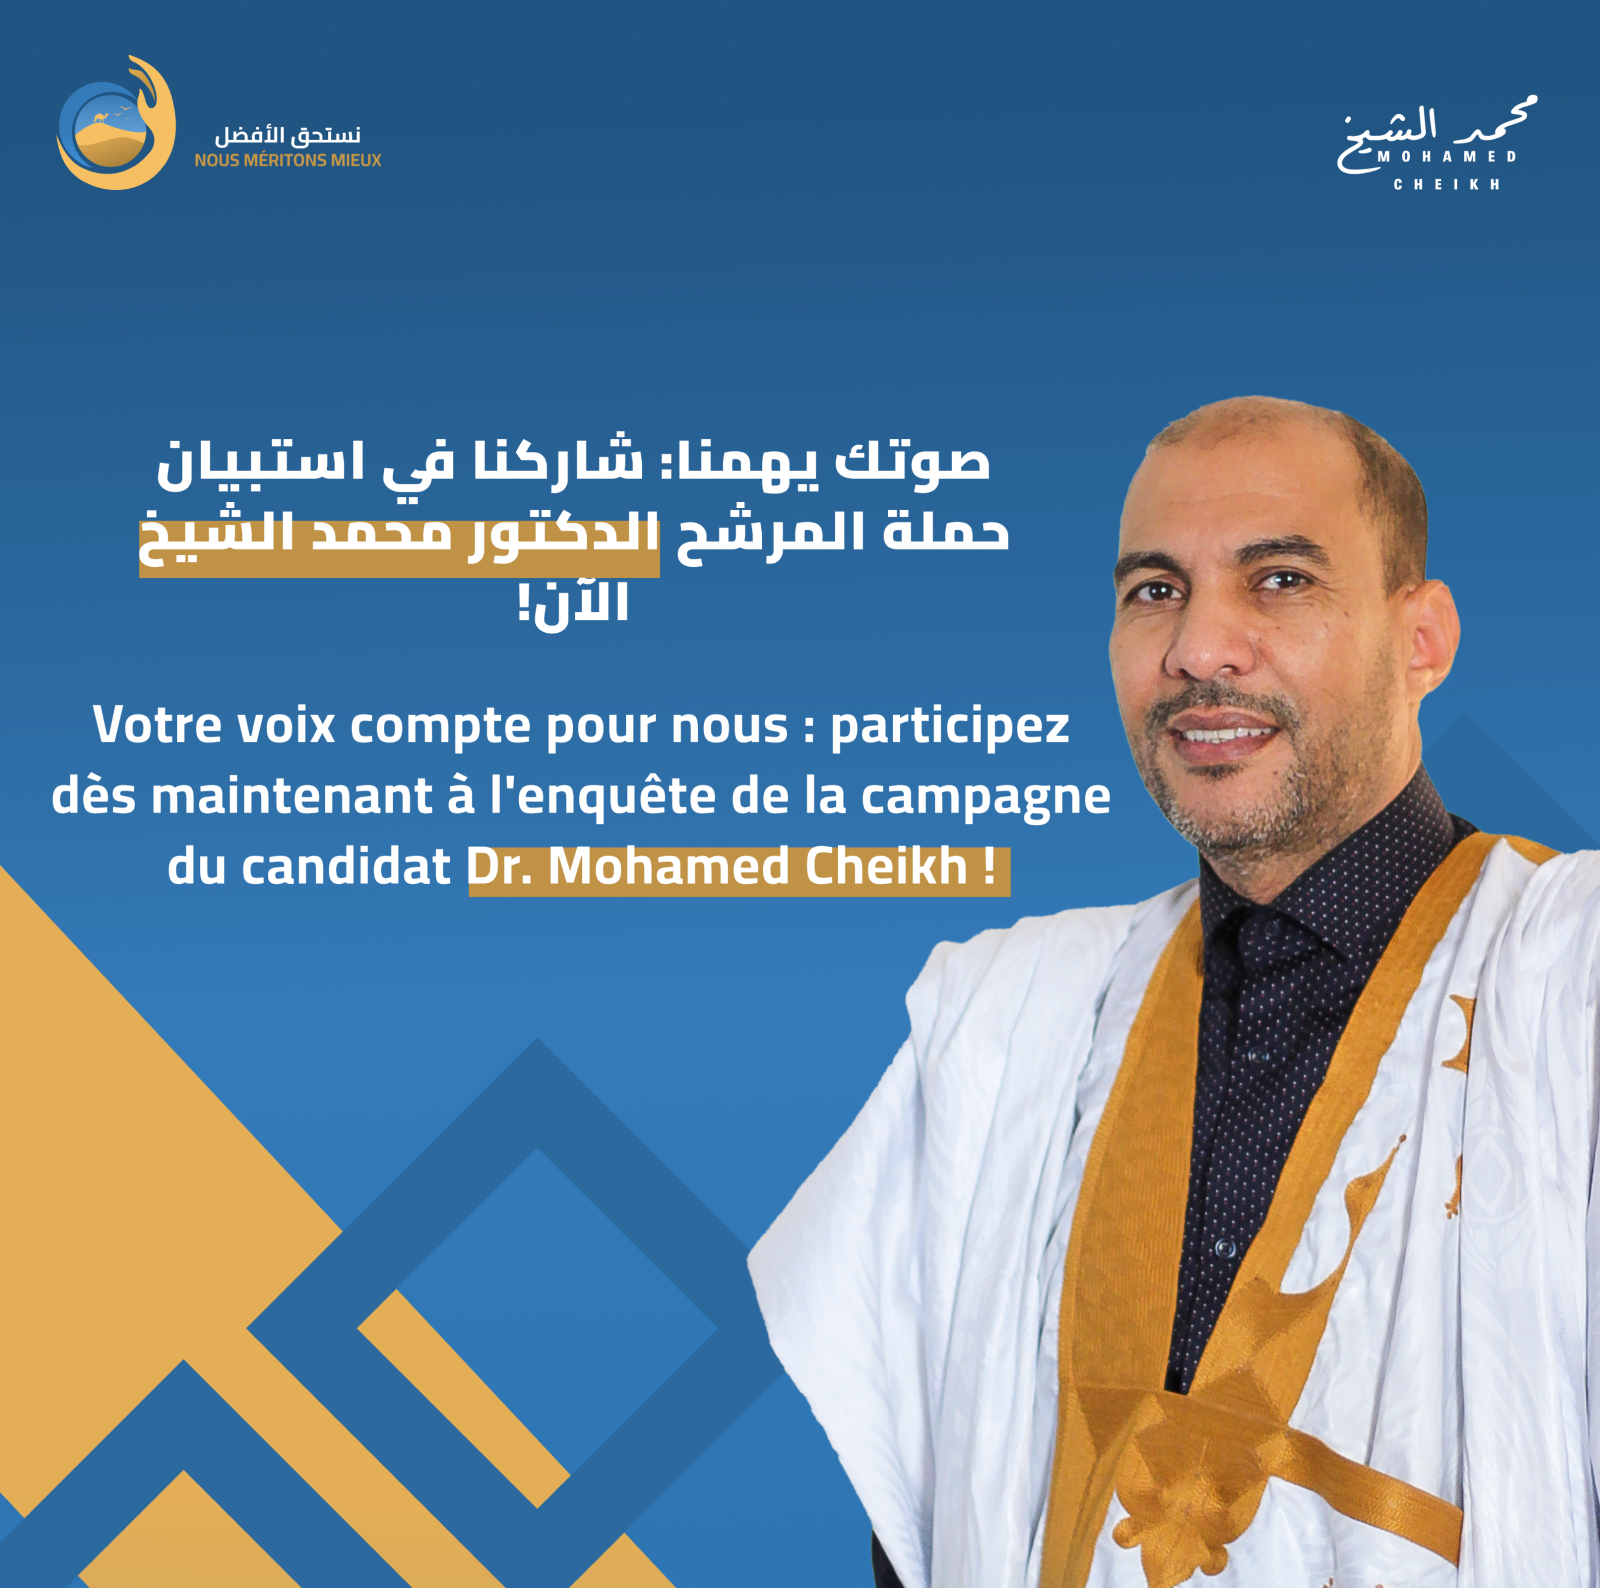 نستحق الأفضل
NOUS MÉRITONS MIEUX
محمد الشيخ
MOHAMED
CHEIKH
صوتك يهمنا: شاركنا في استبيان
حملة المرشح الدكتور محمد الشيخ
الآن!
Votre voix compte pour nous : participez
dès maintenant à l'enquête de la campagne
du candidat Dr. Mohamed Cheikh !